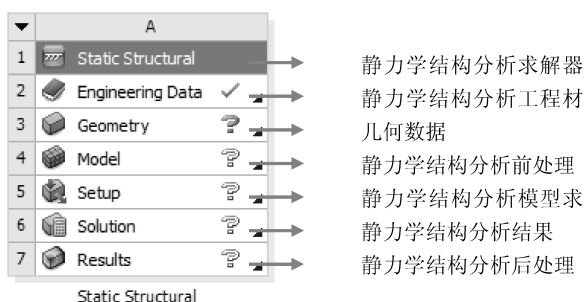 A
1 Static Structural 静力学结构分析求解器
2 Engineering Data 静力学结构分析工程材
3 Geometry 几何数据
4 Model 静力学结构分析前处理
5 Setup 静力学结构分析模型求
6 Solution 静力学结构分析结果
7 Results 静力学结构分析后处理
Static Structural